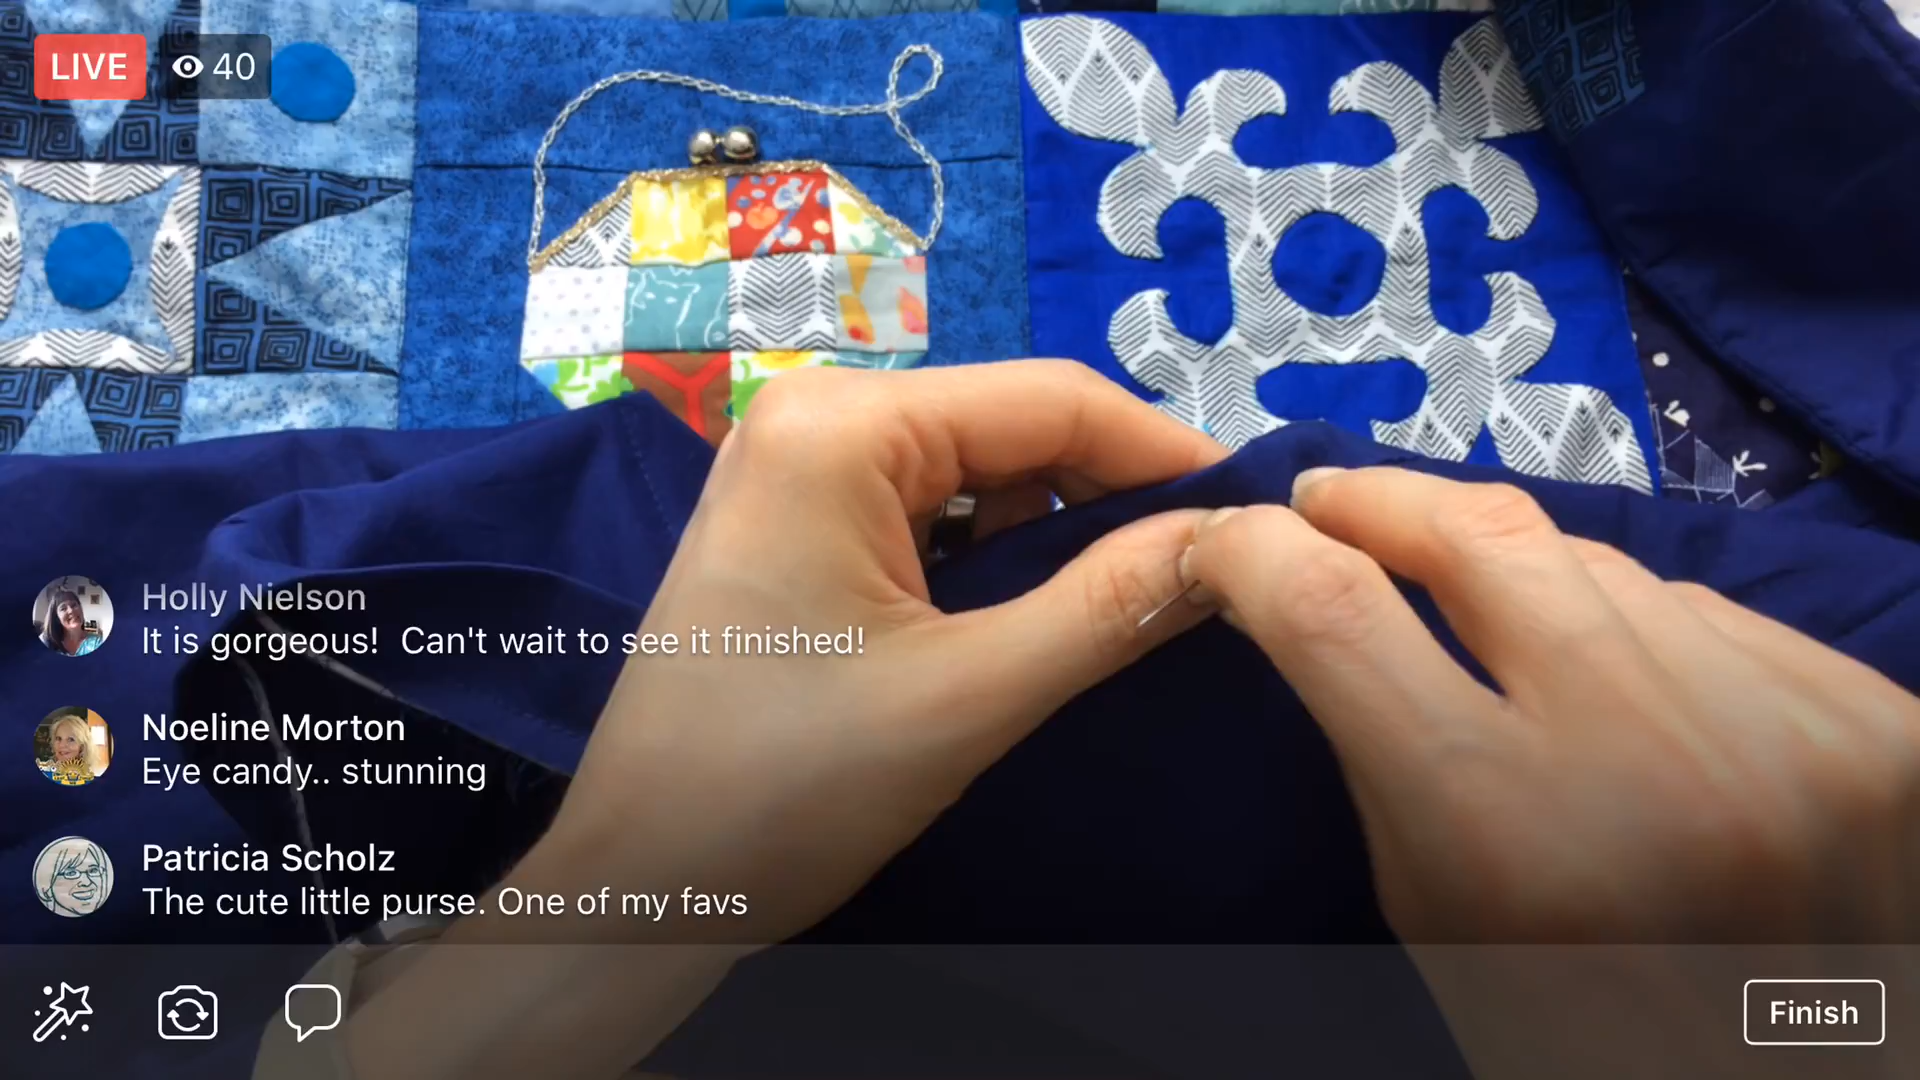 LIVE 40
Holly Nielson
It is gorgeous!  Can't wait to see it finished!
Noeline Morton
Eye candy.. stunning
Patricia Scholz
The cute little purse. One of my favs
Finish